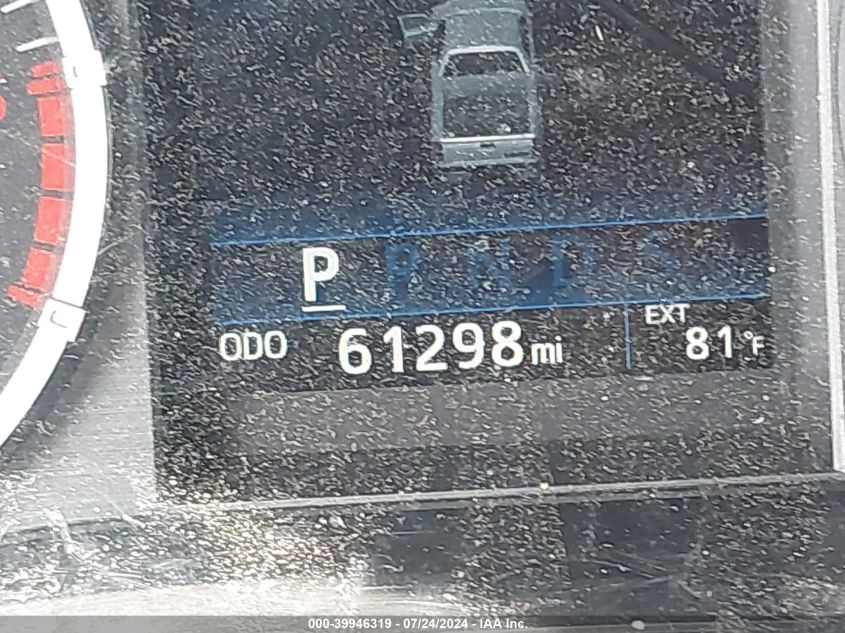 P R N D S
ODO 61298 mi
EXT
81°F
000-39946319 - 07/24/2024 - IAA Inc.